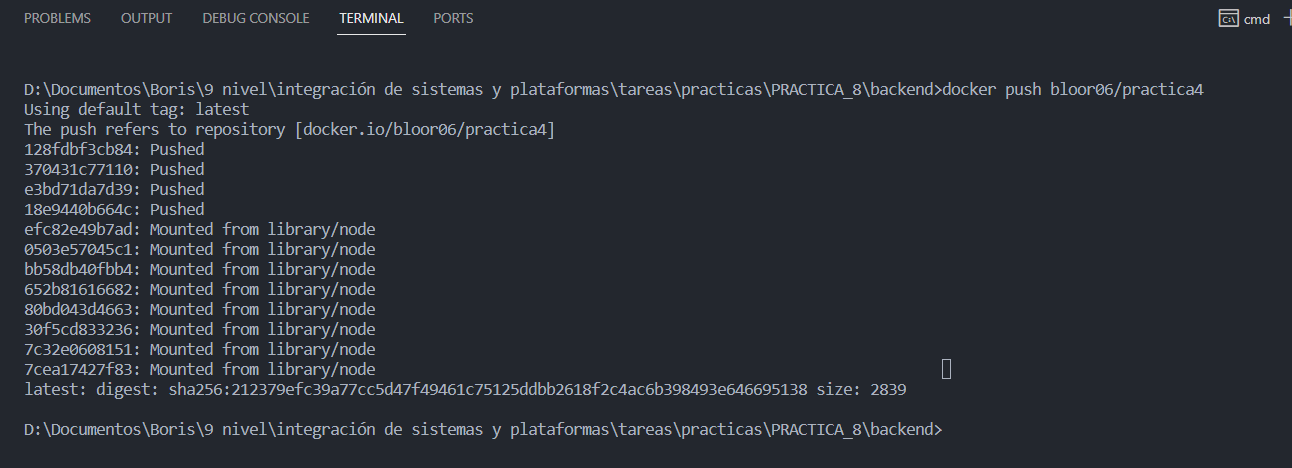 PROBLEMS OUTPUT DEBUG CONSOLE TERMINAL PORTS cmd
D:\Documentos\Boris\9 nivel\integración de sistemas y plataformas\tareas\practicas\PRACTICA_8\backend>docker push bloor06/practica4
Using default tag: latest
The push refers to repository [docker.io/bloor06/practica4]
128fdbf3cb84: Pushed
370431c77110: Pushed
e3bd71da7d39: Pushed
18e9440b664c: Pushed
efc82e49b7ad: Mounted from library/node
0503e57045c1: Mounted from library/node
bb58db40fbb4: Mounted from library/node
652b81616682: Mounted from library/node
80bd043d4663: Mounted from library/node
30f5cd833236: Mounted from library/node
7c32e0608151: Mounted from library/node
7cea17427f83: Mounted from library/node
latest: digest: sha256:212379efc39a77cc5d47f49461c75125ddbb2618f2c4ac6b398493e646695138 size: 2839
D:\Documentos\Boris\9 nivel\integración de sistemas y plataformas\tareas\practicas\PRACTICA_8\backend>